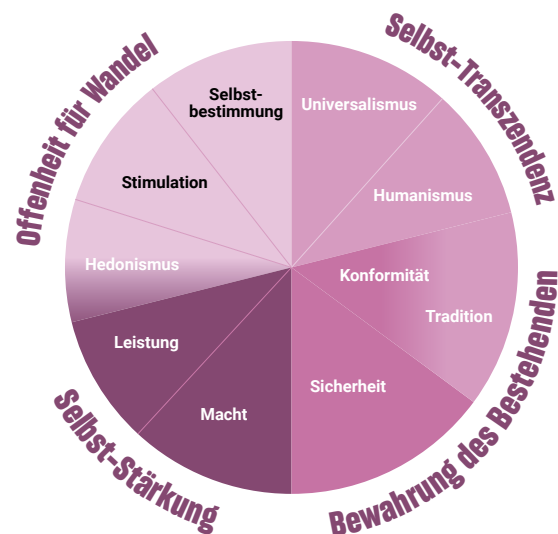 Offenheit für Wandel
Selbst-Transzendenz
Selbst-
bestimmung
Universalismus
Stimulation
Humanismus
Hedonismus
Konformität
Tradition
Leistung
Sicherheit
Macht
Selbst-Stärkung
Bewahrung des Bestehenden